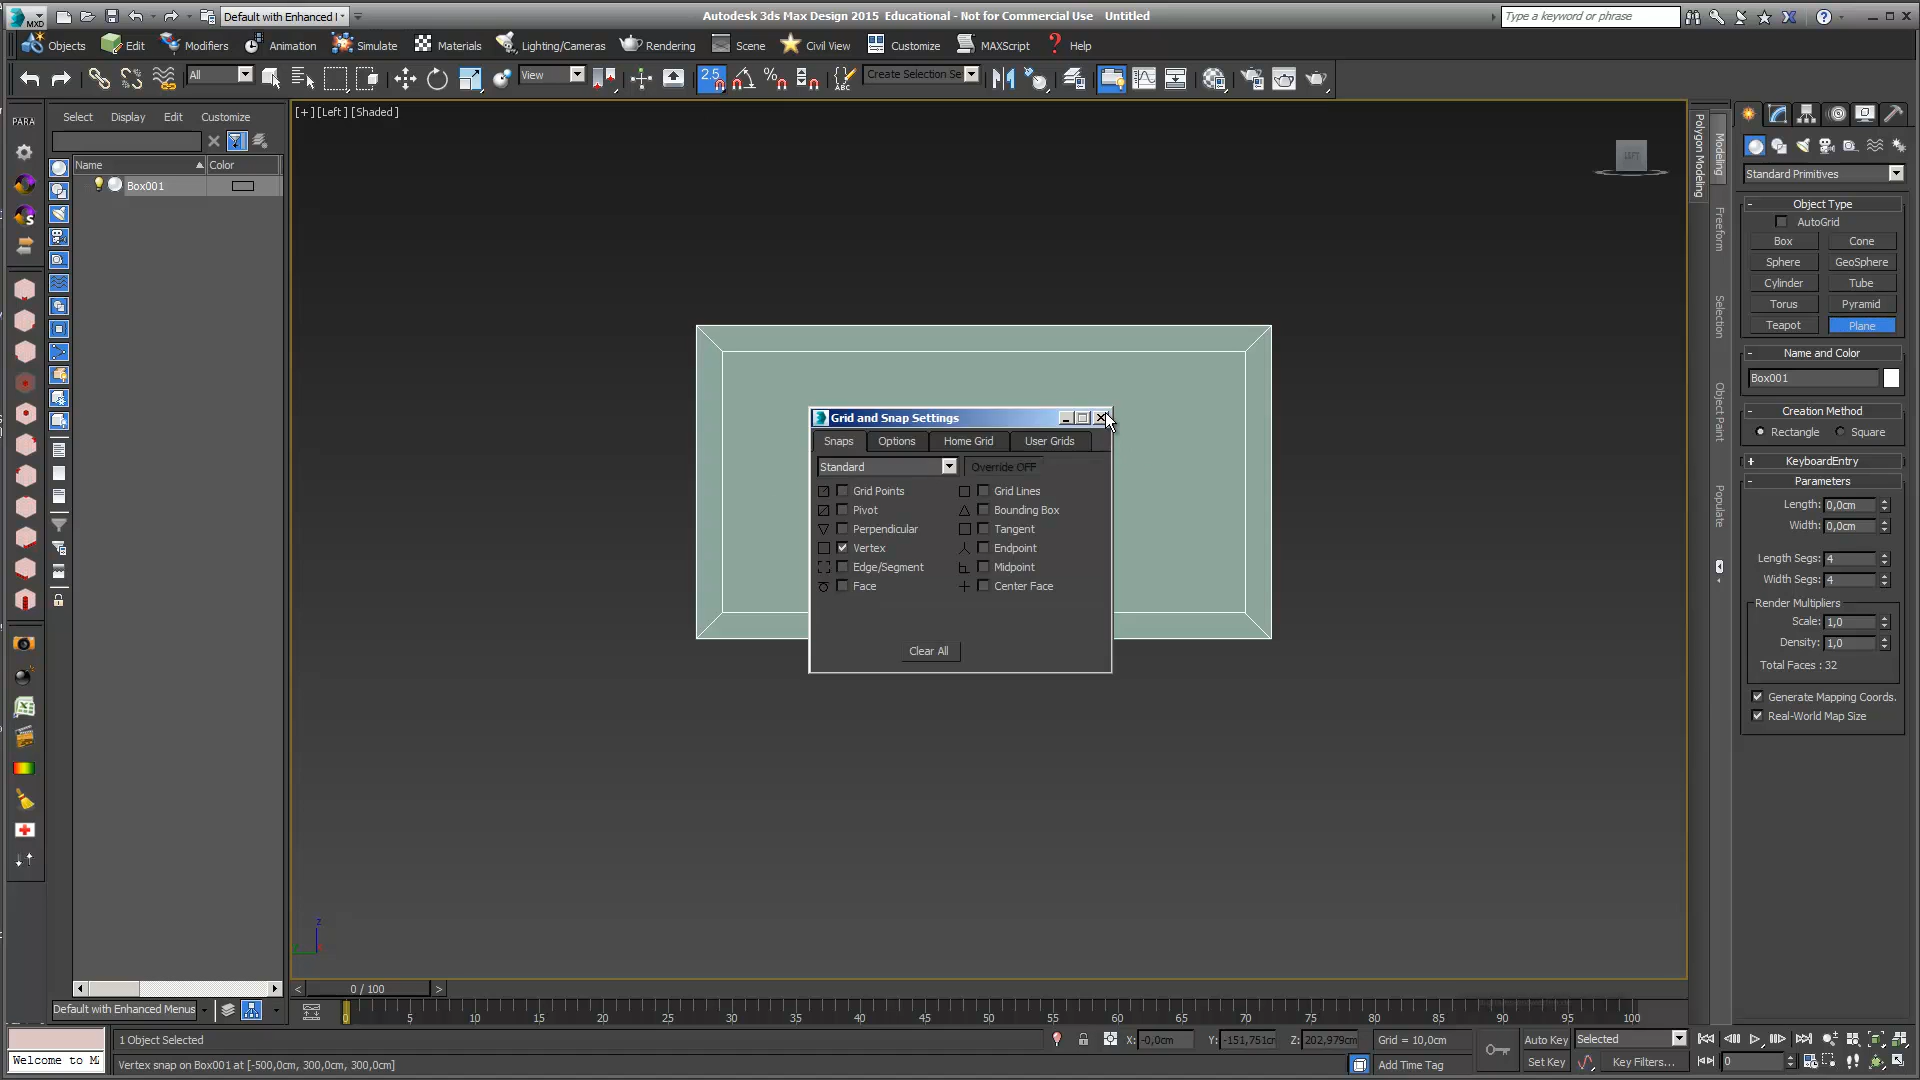 MXD
Default with Enhanced
Autodesk 3ds Max Design 2015 Educational - Not for Commercial Use Untitled
Type a keyword or phrase
Objects Edit Modifiers Animation Simulate Materials Lighting/Cameras Rendering Scene Civil View Customize MAXScript Help
All View 2.5 Create Selection Se
PARA Select Display Edit Customize
Name Color
Box001
[+] [Left] [Shaded]
LEFT
Modeling
Polygon Modeling
Freeform
Selection
Object Paint
Populate
Standard Primitives
- Object Type
AutoGrid
Box Cone
Sphere GeoSphere
Cylinder Tube
Torus Pyramid
Teapot Plane
- Name and Color
Box001
- Creation Method
Rectangle Square
+ KeyboardEntry
- Parameters
Length: 0,0cm
Width: 0,0cm
Length Segs: 4
Width Segs: 4
Render Multipliers
Scale: 1,0
Density: 1,0
Total Faces : 32
Generate Mapping Coords.
Real-World Map Size
Grid and Snap Settings
Snaps Options Home Grid User Grids
Standard Override OFF
Grid Points Grid Lines
Pivot Bounding Box
Perpendicular Tangent
Vertex Endpoint
Edge/Segment Midpoint
Face Center Face
Clear All
z
< 0 / 100 >
Default with Enhanced Menus
0 5 10 15 20 25 30 35 40 45 50 55 60 65 70 75 80 85 90 95 100
1 Object Selected X: -0,0cm Y: -151,751cm Z: 202,979cm Grid = 10,0cm Auto Key Selected
Welcome to M
Vertex snap on Box001 at [-500,0cm, 300,0cm, 300,0cm] Add Time Tag Set Key Key Filters... 0